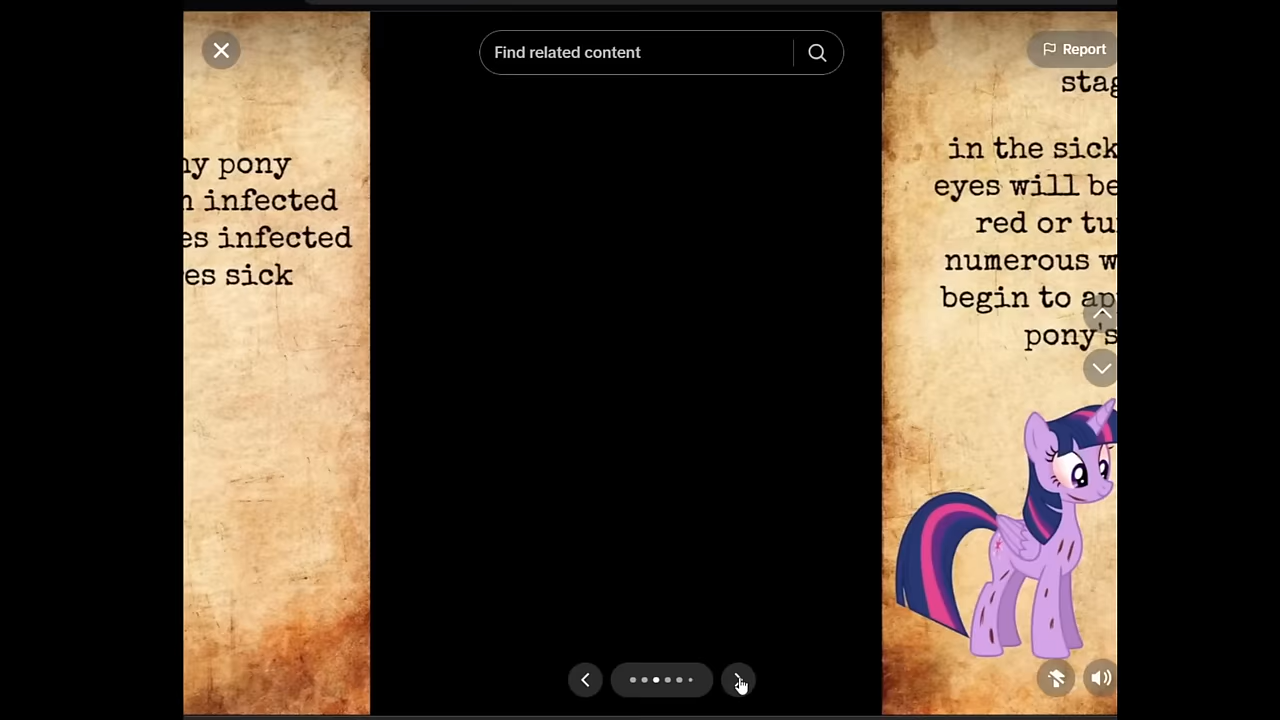 Find related content
Report
ny pony
n infected
es infected
res sick
stag
in the sick
eyes will be
red or tu
numerous w
begin to ap
pony's